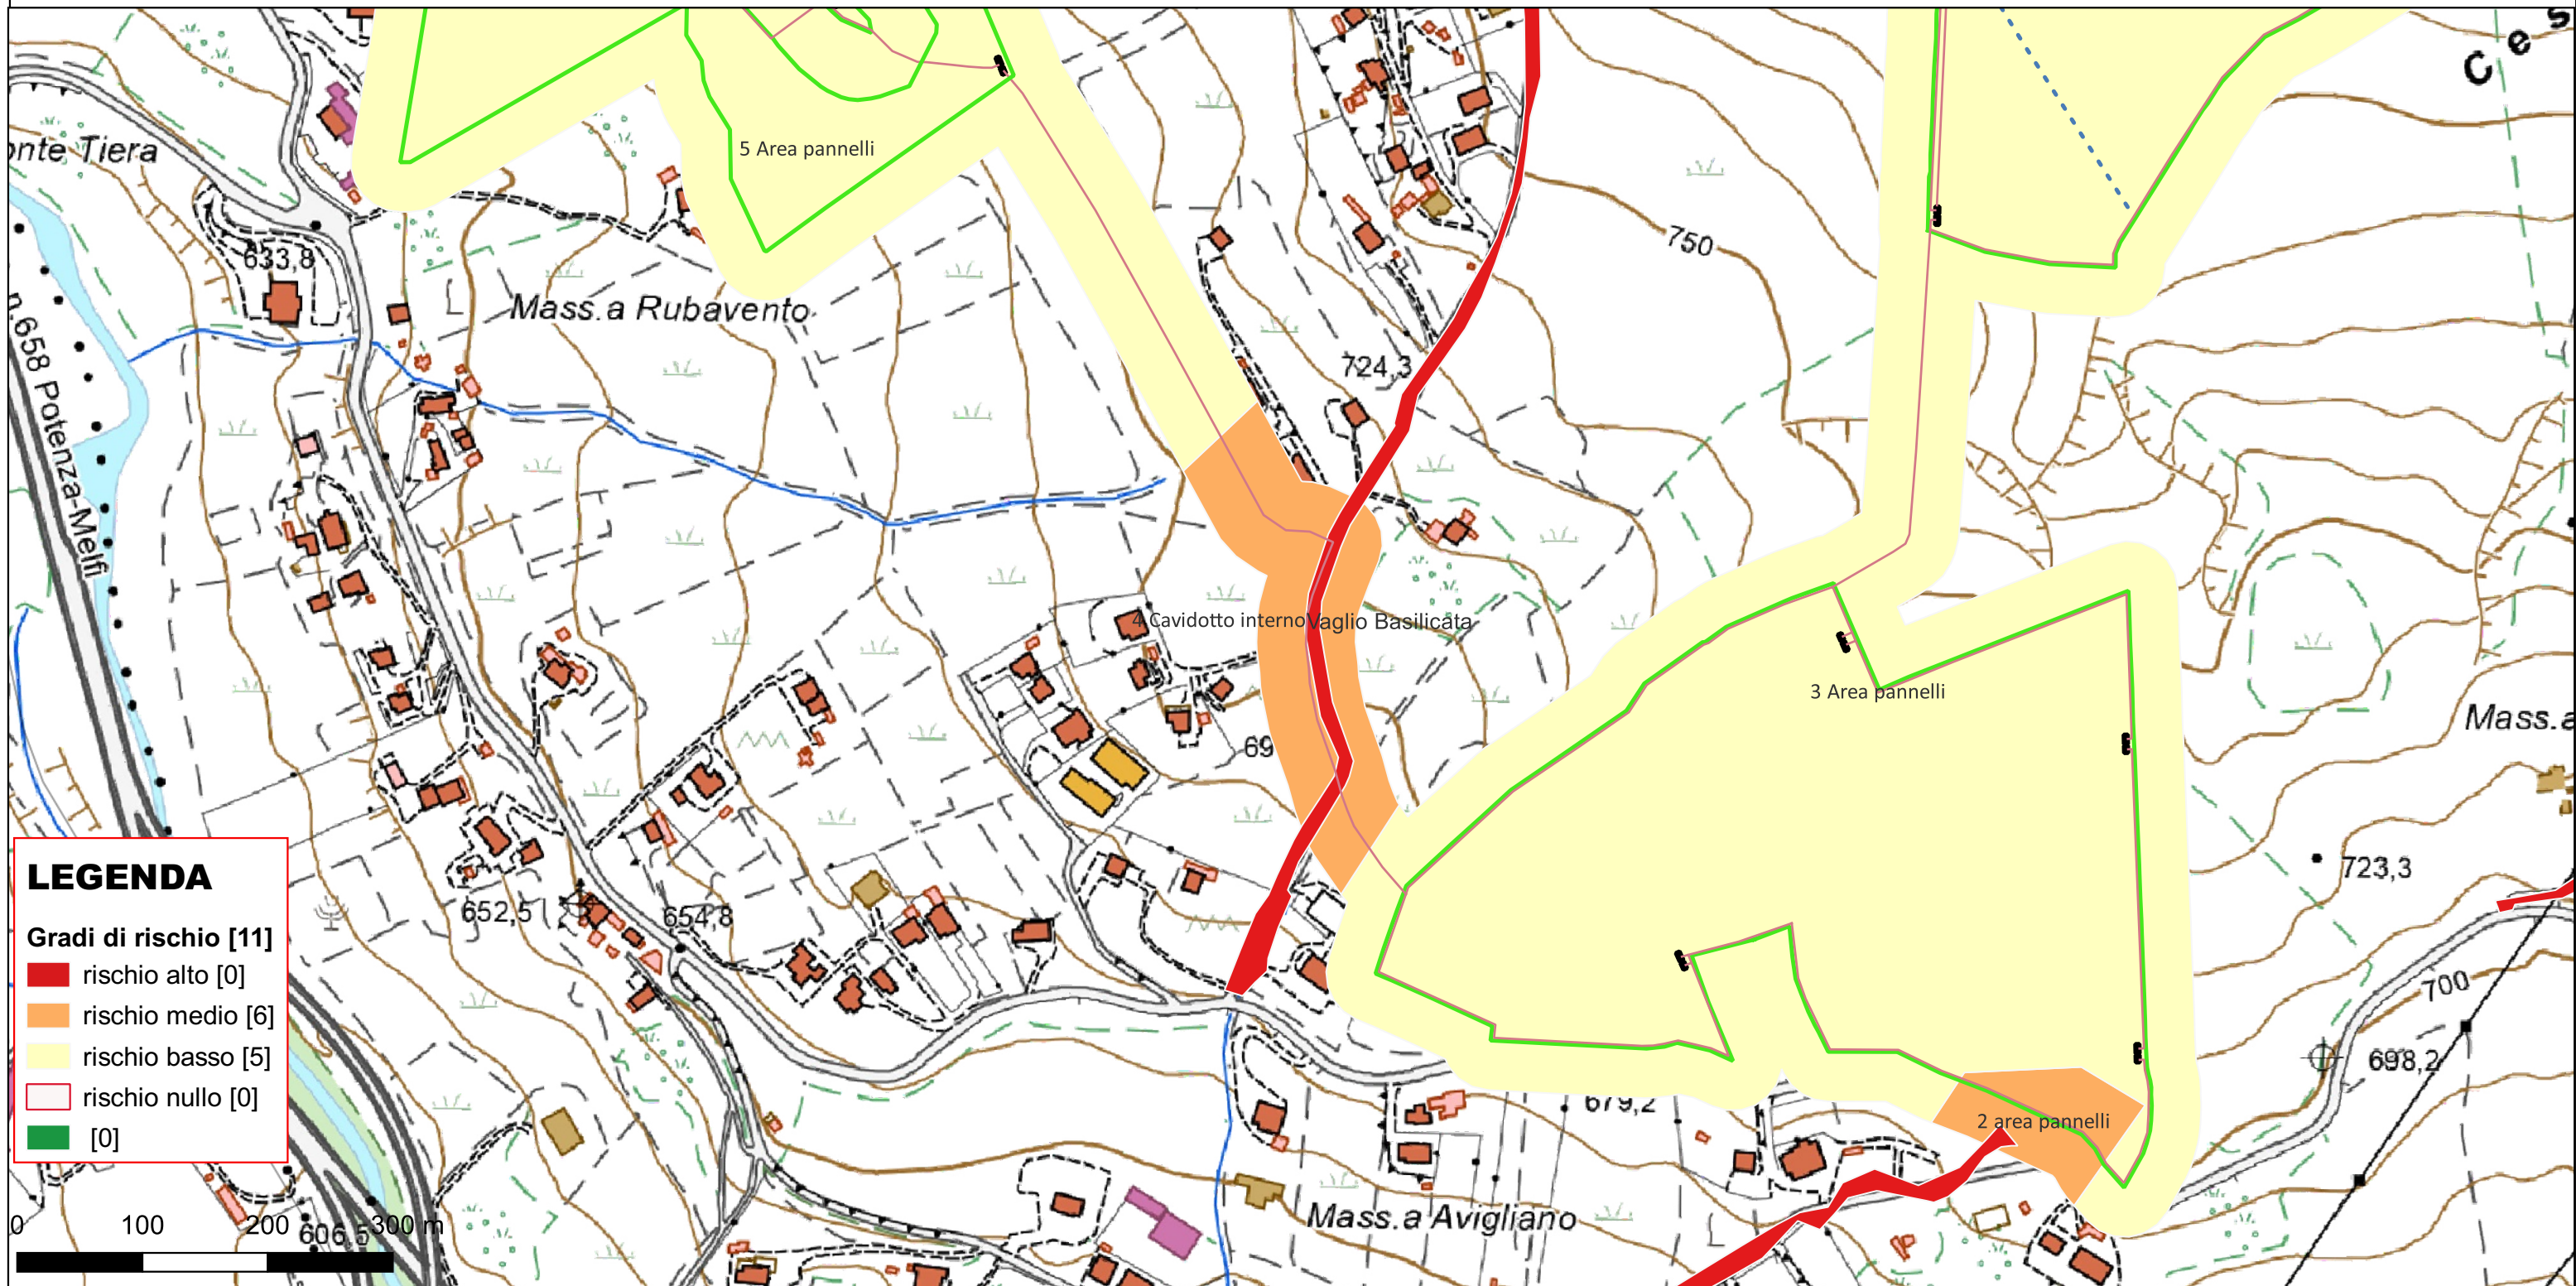 C e s
onte Tiera
5 Area pannelli
633,8
750
Mass.a Rubavento
n.658 Potenza-Melfi
724,3
4 Cavidotto interno
Vaglio Basilicata
3 Area pannelli
69
Mass.a
723,3
652,5
654,8
700
698,2
679,2
2 area pannelli
Mass.a Avigliano
LEGENDA
Gradi di rischio [11]
rischio alto [0]
rischio medio [6]
rischio basso [5]
rischio nullo [0]
[0]
0 100 200 300 m
606,5